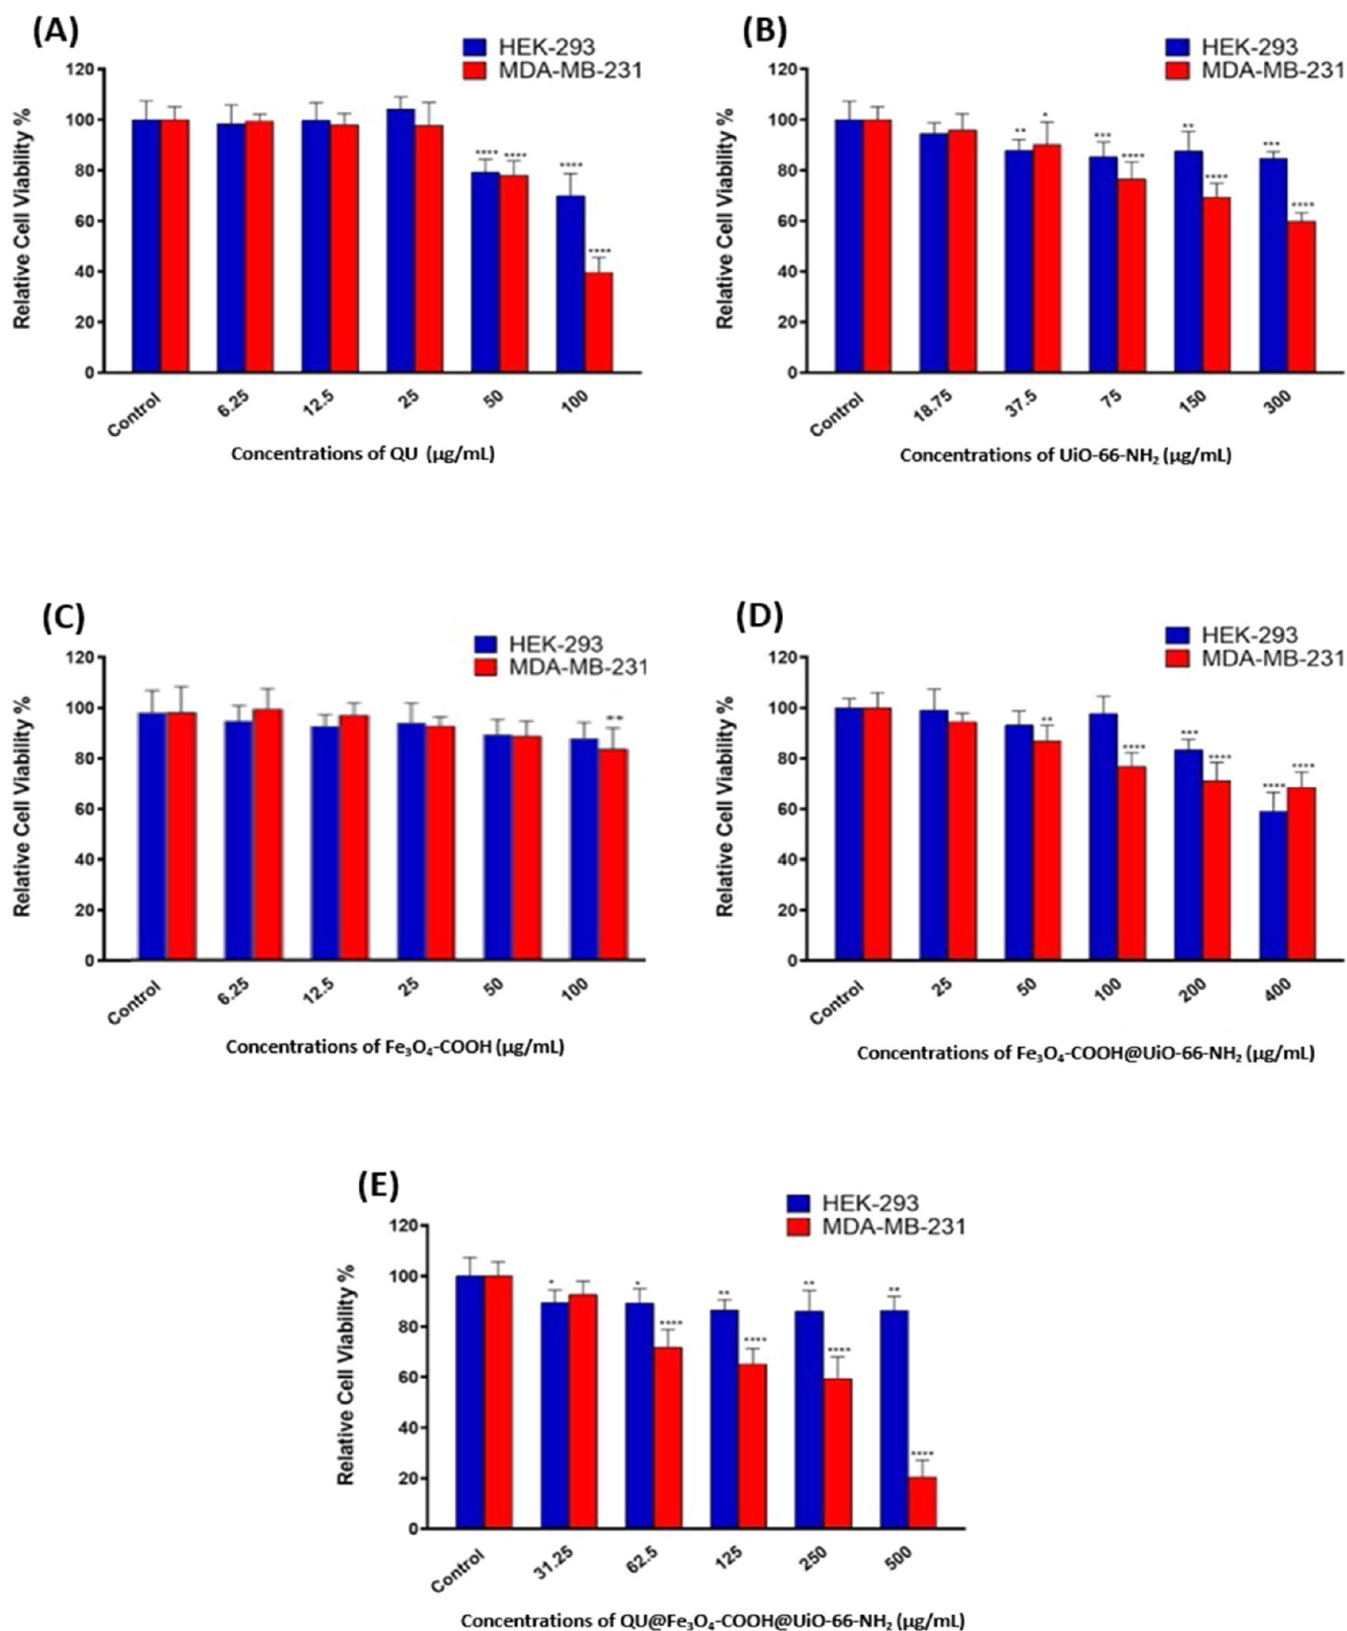 (A)
HEK-293
MDA-MB-231
Relative Cell Viability %
120
100
80
60
40
20
0
**** **** ****
****
Control 6.25 12.5 25 50 100
Concentrations of QU (µg/mL)
(B)
HEK-293
MDA-MB-231
Relative Cell Viability %
120
100
80
60
40
20
0
** * *** **** ** **** *** ****
Control 18.75 37.5 75 150 300
Concentrations of UiO-66-NH₂ (µg/mL)
(C)
HEK-293
MDA-MB-231
Relative Cell Viability %
120
100
80
60
40
20
0
**
Control 6.25 12.5 25 50 100
Concentrations of Fe₃O₄-COOH (µg/mL)
(D)
HEK-293
MDA-MB-231
Relative Cell Viability %
120
100
80
60
40
20
0
** **** *** **** **** ****
Control 25 50 100 200 400
Concentrations of Fe₃O₄-COOH@UiO-66-NH₂ (µg/mL)
(E)
HEK-293
MDA-MB-231
Relative Cell Viability %
120
100
80
60
40
20
0
* * **** ** **** ** **** ** ****
Control 31.25 62.5 125 250 500
Concentrations of QU@Fe₃O₄-COOH@UiO-66-NH₂ (µg/mL)